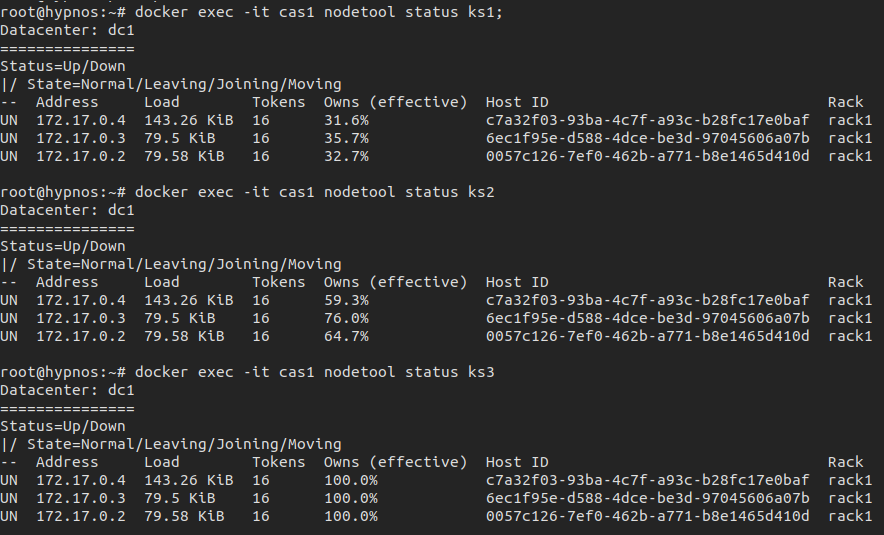 root@hypnos:~# docker exec -it cas1 nodetool status ks1;
Datacenter: dc1
===============
Status=Up/Down
|/ State=Normal/Leaving/Joining/Moving
--  Address     Load        Tokens  Owns (effective)  Host ID                               Rack
UN  172.17.0.4  143.26 KiB  16      31.6%             c7a32f03-93ba-4c7f-a93c-b28fc17e0baf  rack1
UN  172.17.0.3  79.5 KiB    16      35.7%             6ec1f95e-d588-4dce-be3d-97045606a07b  rack1
UN  172.17.0.2  79.58 KiB   16      32.7%             0057c126-7ef0-462b-a771-b8e1465d410d  rack1

root@hypnos:~# docker exec -it cas1 nodetool status ks2
Datacenter: dc1
===============
Status=Up/Down
|/ State=Normal/Leaving/Joining/Moving
--  Address     Load        Tokens  Owns (effective)  Host ID                               Rack
UN  172.17.0.4  143.26 KiB  16      59.3%             c7a32f03-93ba-4c7f-a93c-b28fc17e0baf  rack1
UN  172.17.0.3  79.5 KiB    16      76.0%             6ec1f95e-d588-4dce-be3d-97045606a07b  rack1
UN  172.17.0.2  79.58 KiB   16      64.7%             0057c126-7ef0-462b-a771-b8e1465d410d  rack1

root@hypnos:~# docker exec -it cas1 nodetool status ks3
Datacenter: dc1
===============
Status=Up/Down
|/ State=Normal/Leaving/Joining/Moving
--  Address     Load        Tokens  Owns (effective)  Host ID                               Rack
UN  172.17.0.4  143.26 KiB  16      100.0%            c7a32f03-93ba-4c7f-a93c-b28fc17e0baf  rack1
UN  172.17.0.3  79.5 KiB    16      100.0%            6ec1f95e-d588-4dce-be3d-97045606a07b  rack1
UN  172.17.0.2  79.58 KiB   16      100.0%            0057c126-7ef0-462b-a771-b8e1465d410d  rack1